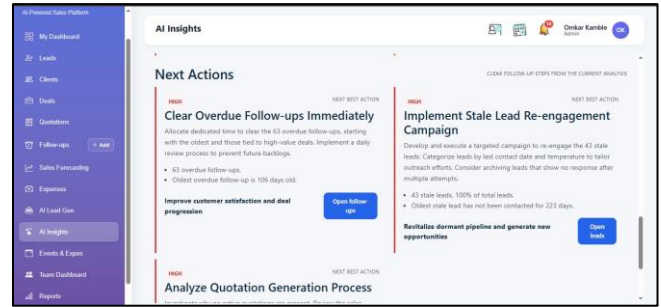 AI-Powered Sales Platform
My Dashboard
Leads
Clients
Deals
Quotations
Follow-ups
+ Add
Sales Forecasting
Expenses
AI Lead Gen
AI Insights
Events & Expos
Team Dashboard
Reports
AI Insights
Omkar Kamble
Admin
OK
Next Actions
CLEAR FOLLOW-UP STEPS FROM THE CURRENT ANALYSIS
HIGH
NEXT BEST ACTION
Clear Overdue Follow-ups Immediately
Allocate dedicated time to clear the 63 overdue follow-ups, starting
with the oldest and those tied to high-value deals. Implement a daily
review process to prevent future backlogs.
• 63 overdue follow-ups.
• Oldest overdue follow-up is 106 days old.
Improve customer satisfaction and deal
progression
Open follow-
ups
HIGH
NEXT BEST ACTION
Implement Stale Lead Re-engagement
Campaign
Develop and execute a targeted campaign to re-engage the 43 stale
leads. Categorize leads by last contact date and temperature to tailor
outreach efforts. Consider archiving leads that show no response after
multiple attempts.
• 43 stale leads, 100% of total leads.
• Oldest stale lead has not been contacted for 223 days.
Revitalize dormant pipeline and generate new
opportunities
Open
leads
HIGH
NEXT BEST ACTION
Analyze Quotation Generation Process